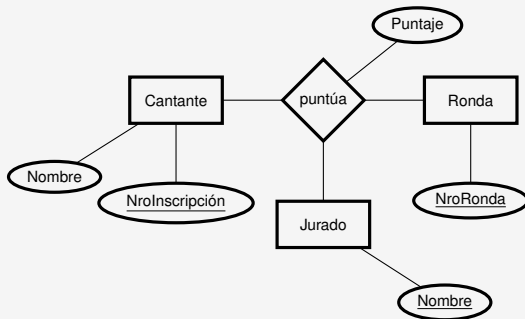 Puntaje
Cantante
puntúa
Ronda
Nombre
NroInscripción
NroRonda
Jurado
Nombre